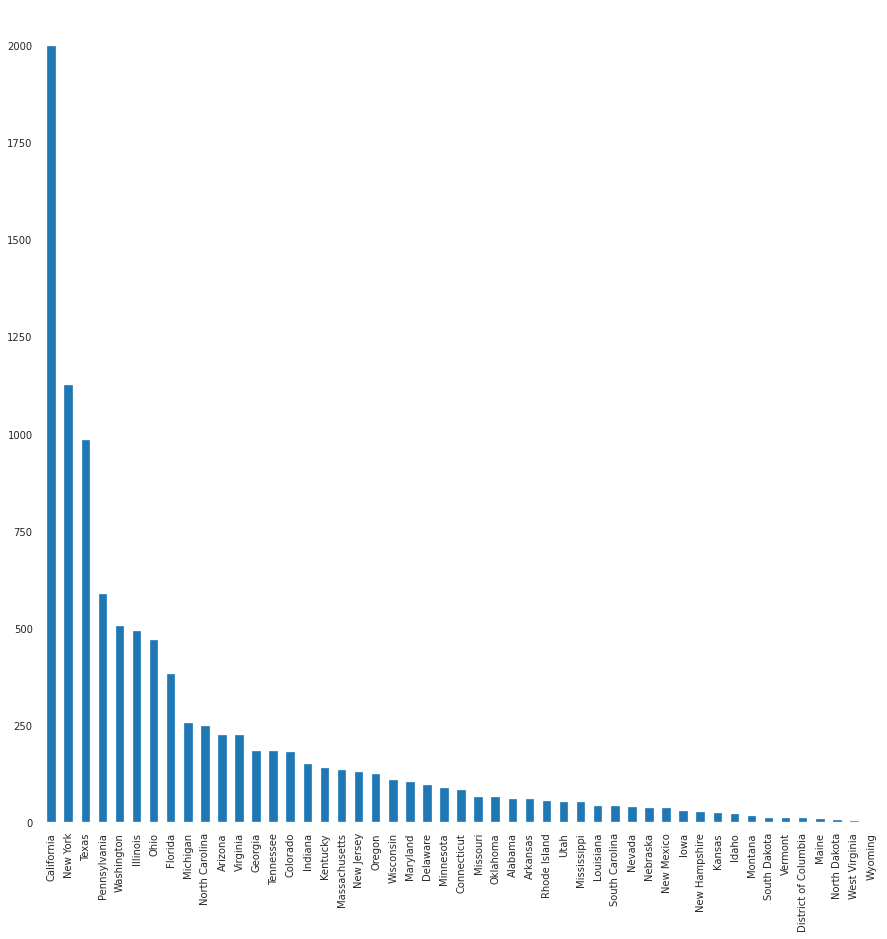 2000
1750
1500
1250
1000
750
500
250
0
California
New York
Texas
Pennsylvania
Washington
Illinois
Ohio
Florida
Michigan
North Carolina
Arizona
Virginia
Georgia
Tennessee
Colorado
Indiana
Kentucky
Massachusetts
New Jersey
Oregon
Wisconsin
Maryland
Delaware
Minnesota
Connecticut
Missouri
Oklahoma
Alabama
Arkansas
Rhode Island
Utah
Mississippi
Louisiana
South Carolina
Nevada
Nebraska
New Mexico
Iowa
New Hampshire
Kansas
Idaho
Montana
South Dakota
Vermont
District of Columbia
Maine
North Dakota
West Virginia
Wyoming